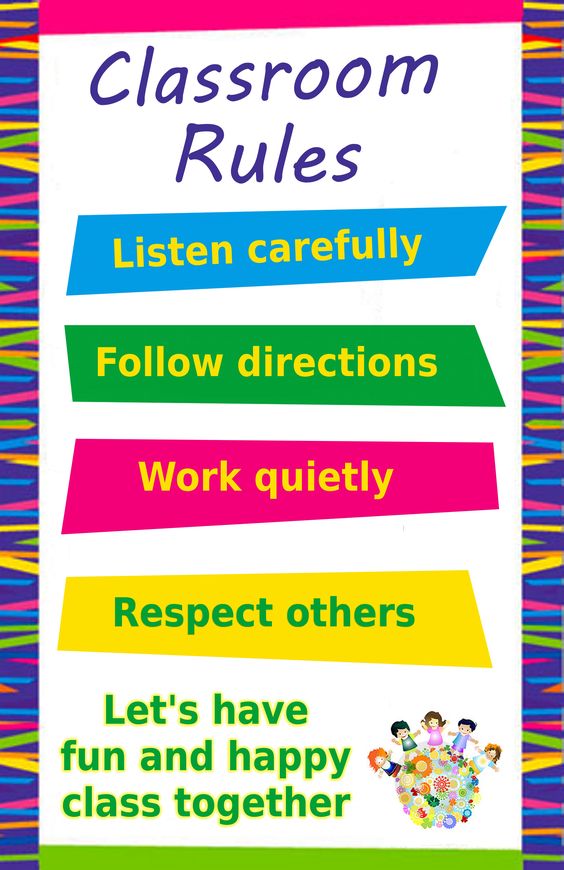 Classroom
Rules
Listen carefully
Follow directions
Work quietly
Respect others
Let's have
fun and happy
class together